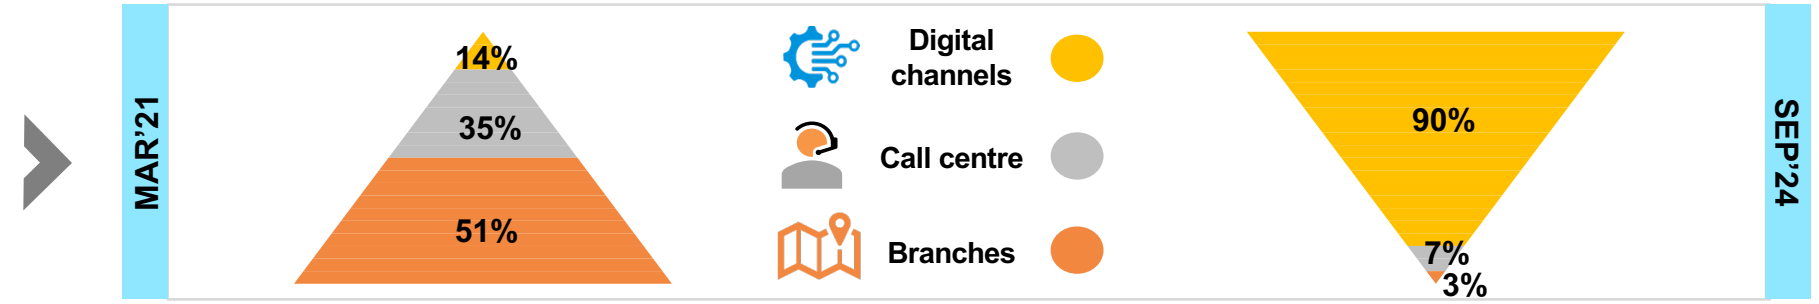 MAR'21
14%
35%
51%
Digital
channels
Call centre
Branches
90%
7%
3%
SEP'24